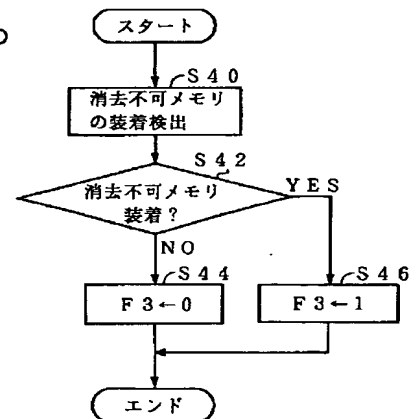 スタート
S40
消去不可メモリ
の装着検出
S42
消去不可メモリ
装着?
YES
NO
S44
F3←0
S46
F3←1
エンド